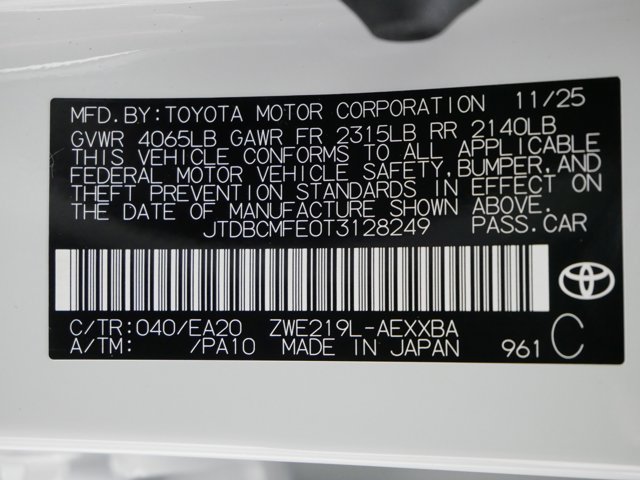 MFD.BY:TOYOTA MOTOR CORPORATION 11/25
GVWR 4065LB GAWR FR 2315LB RR 2140LB
THIS VEHICLE CONFORMS TO ALL APPLICABLE
FEDERAL MOTOR VEHICLE SAFETY,BUMPER,AND
THEFT PREVENTION STANDARDS IN EFFECT ON
THE DATE OF MANUFACTURE SHOWN ABOVE.
JTDBCMFE0T3128249 PASS.CAR
C/TR:040/EA20 ZWE219L-AEXXBA
A/TM: /PA10 MADE IN JAPAN 961 C